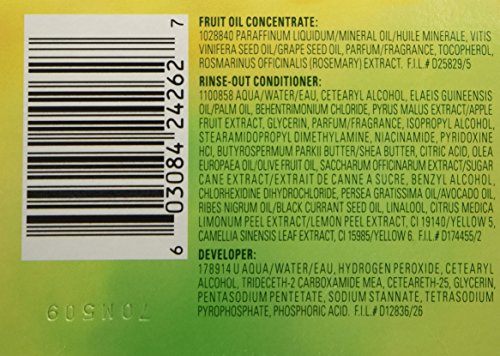 FRUIT OIL CONCENTRATE:
1028840 PARAFFINUM LIQUIDUM/MINERAL OIL/HUILE MINERALE, VITIS
VINIFERA SEED OIL/GRAPE SEED OIL, PARFUM/FRAGRANCE, TOCOPHEROL,
ROSMARINUS OFFICINALIS (ROSEMARY) EXTRACT. F.I.L.# D25829/5
RINSE-OUT CONDITIONER:
1100858 AQUA/WATER/EAU, CETEARYL ALCOHOL, ELAEIS GUINEENSIS
OIL/PALM OIL, BEHENTRIMONIUM CHLORIDE, PYRUS MALUS EXTRACT/APPLE
FRUIT EXTRACT, GLYCERIN, PARFUM/FRAGRANCE, ISOPROPYL ALCOHOL,
STEARAMIDOPROPYL DIMETHYLAMINE, NIACINAMIDE, PYRIDOXINE
HCI, BUTYROSPERMUM PARKII BUTTER/SHEA BUTTER, CITRIC ACID, OLEA
EUROPAEA OIL/OLIVE FRUIT OIL, SACCHARUM OFFICINARUM EXTRACT/SUGAR
CANE EXTRACT/EXTRAIT DE CANNE A SUCRE, BENZYL ALCOHOL,
CHLORHEXIDINE DIHYDROCHLORIDE, PERSEA GRATISSIMA OIL/AVOCADO OIL,
RIBES NIGRUM OIL/BLACK CURRANT SEED OIL, LINALOOL, CITRUS MEDICA
LIMONUM PEEL EXTRACT/LEMON PEEL EXTRACT, CI 19140/YELLOW 5,
CAMELLIA SINENSIS LEAF EXTRACT, CI 15985/YELLOW 6. F.I.L.# D174455/2
DEVELOPER:
178914 U AQUA/WATER/EAU, HYDROGEN PEROXIDE, CETEARYL
ALCOHOL, TRIDECETH-2 CARBOXAMIDE MEA, CETEARETH-25, GLYCERIN,
PENTASODIUM PENTETATE, SODIUM STANNATE, TETRASODIUM
PYROPHOSPHATE, PHOSPHORIC ACID. F.I.L.# D12836/26
6 03084 24262 7
70N509